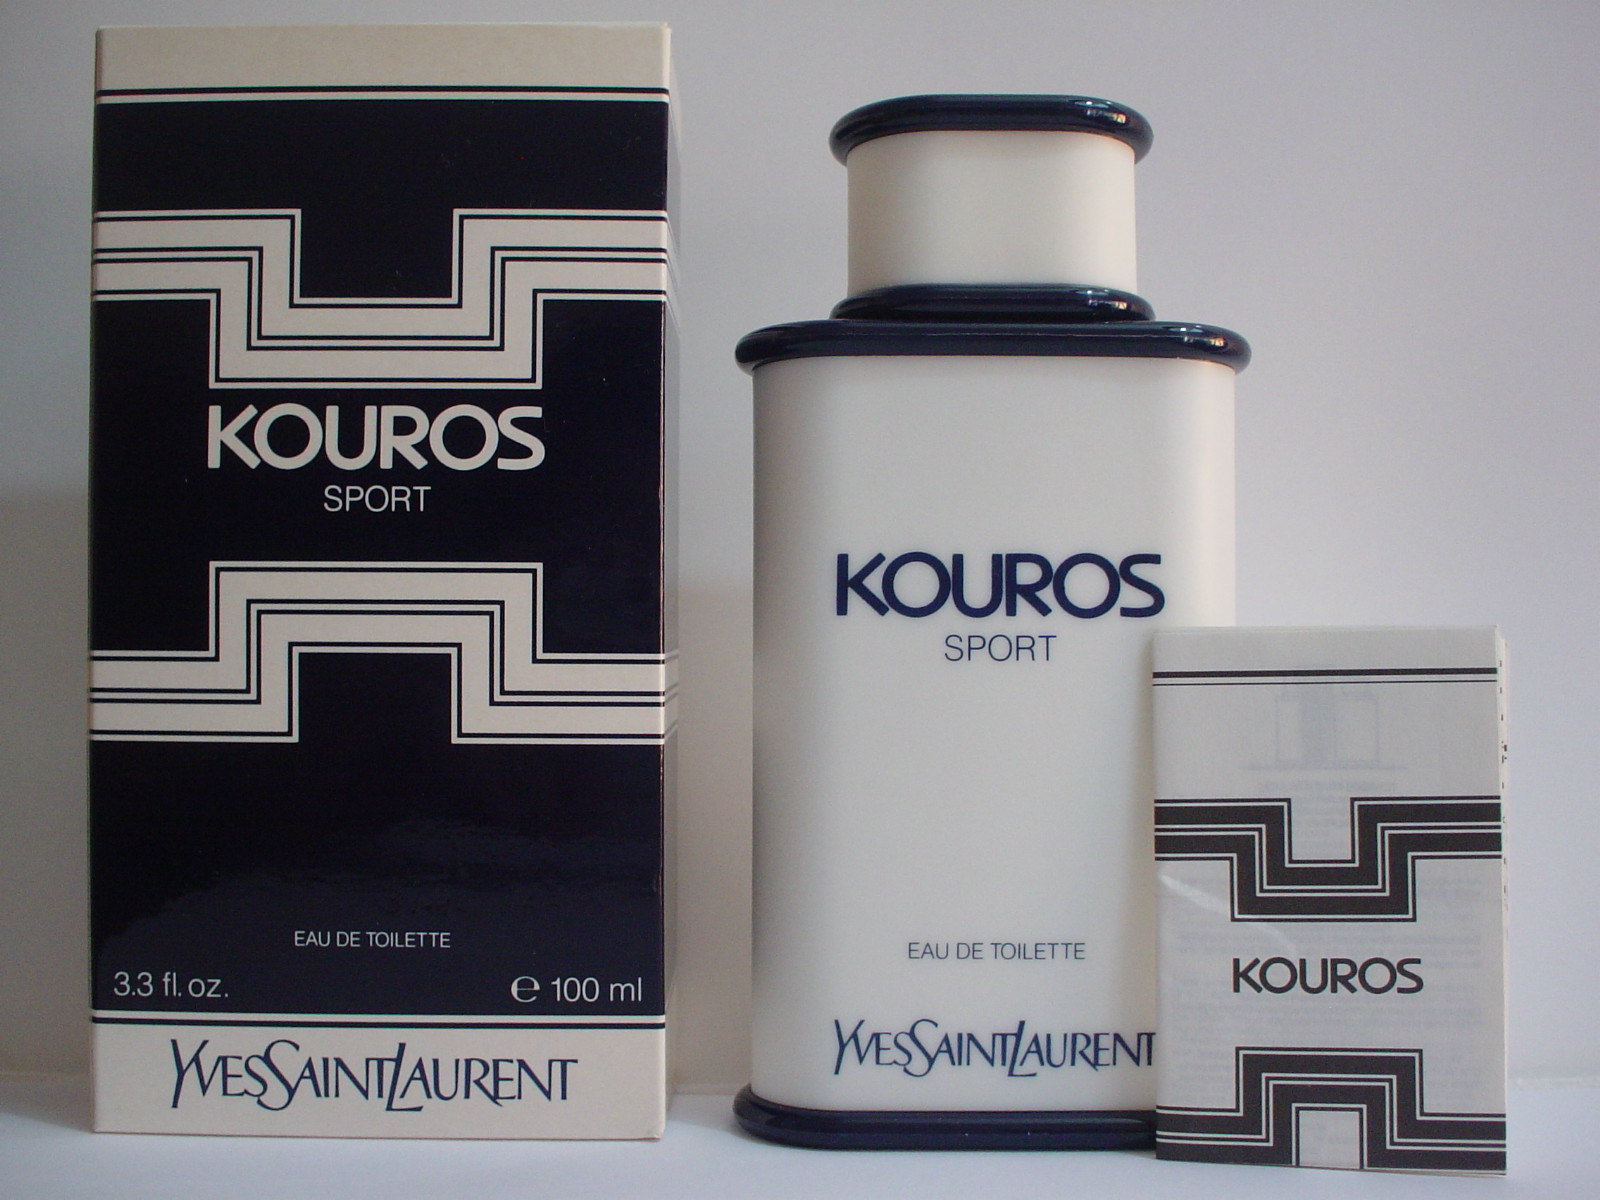 KOUROS
SPORT
EAU DE TOILETTE
3.3 fl. oz.
℮ 100 ml
YVESSAINTLAURENT
KOUROS
SPORT
EAU DE TOILETTE
YVESSAINTLAURENT
KOUROS